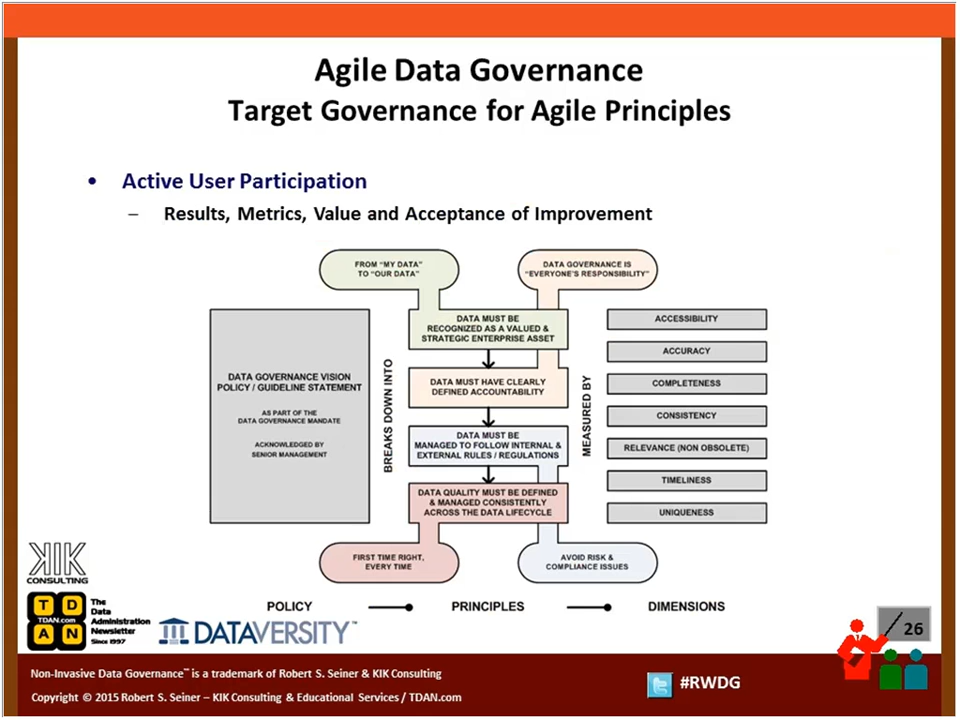 Agile Data Governance
Target Governance for Agile Principles
• Active User Participation
– Results, Metrics, Value and Acceptance of Improvement
FROM “MY DATA”
TO “OUR DATA”
DATA GOVERNANCE IS
“EVERYONE’S RESPONSIBILITY”
DATA GOVERNANCE VISION
POLICY / GUIDELINE STATEMENT
AS PART OF THE
DATA GOVERNANCE MANDATE
ACKNOWLEDGED BY
SENIOR MANAGEMENT
BREAKS DOWN INTO
DATA MUST BE
RECOGNIZED AS A VALUED &
STRATEGIC ENTERPRISE ASSET
DATA MUST HAVE CLEARLY
DEFINED ACCOUNTABILITY
DATA MUST BE
MANAGED TO FOLLOW INTERNAL &
EXTERNAL RULES / REGULATIONS
DATA QUALITY MUST BE DEFINED
& MANAGED CONSISTENTLY
ACROSS THE DATA LIFECYCLE
MEASURED BY
ACCESSIBILITY
ACCURACY
COMPLETENESS
CONSISTENCY
RELEVANCE (NON OBSOLETE)
TIMELINESS
UNIQUENESS
FIRST TIME RIGHT,
EVERY TIME
AVOID RISK &
COMPLIANCE ISSUES
POLICY
PRINCIPLES
DIMENSIONS
KIK
CONSULTING
T D
TDAN.com
A N
The
Data
Administration
Newsletter
Since 1997
DATAVERSITY™
26
Non-Invasive Data Governance™ is a trademark of Robert S. Seiner & KIK Consulting
Copyright © 2015 Robert S. Seiner – KIK Consulting & Educational Services / TDAN.com
#RWDG